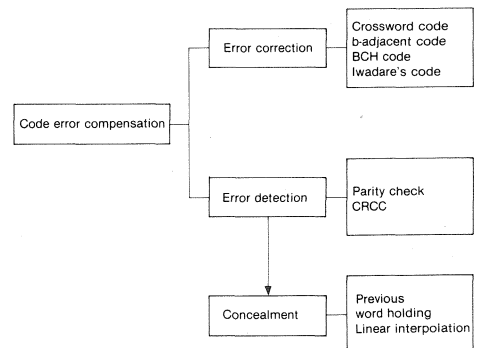 Error correction
Crossword code
b-adjacent code
BCH code
Iwadare's code
Code error compensation
Error detection
Parity check
CRCC
Concealment
Previous
word holding
Linear interpolation